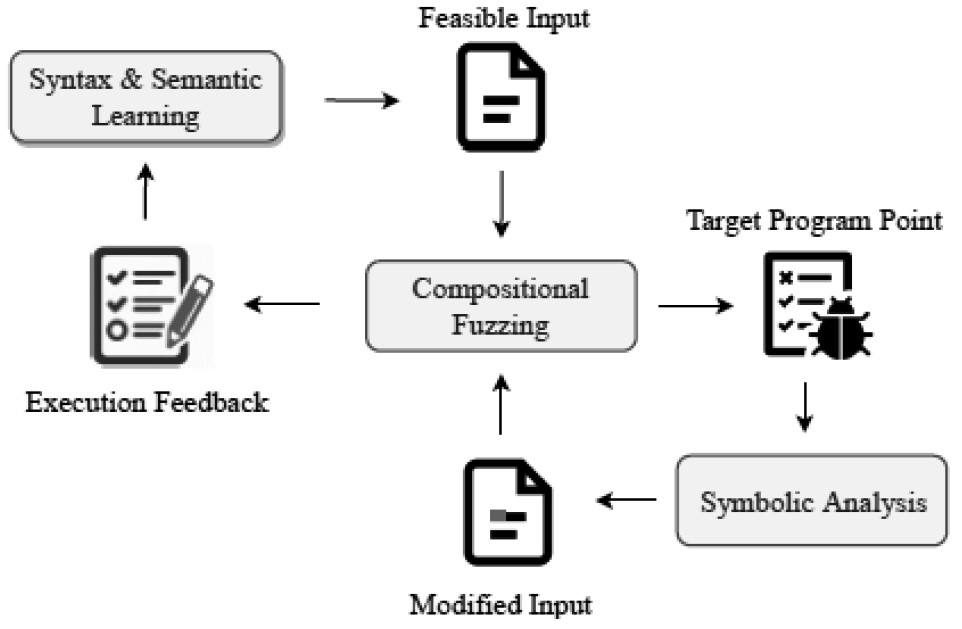 Feasible Input
Syntax & Semantic
Learning
Target Program Point
Compositional
Fuzzing
Execution Feedback
Symbolic Analysis
Modified Input